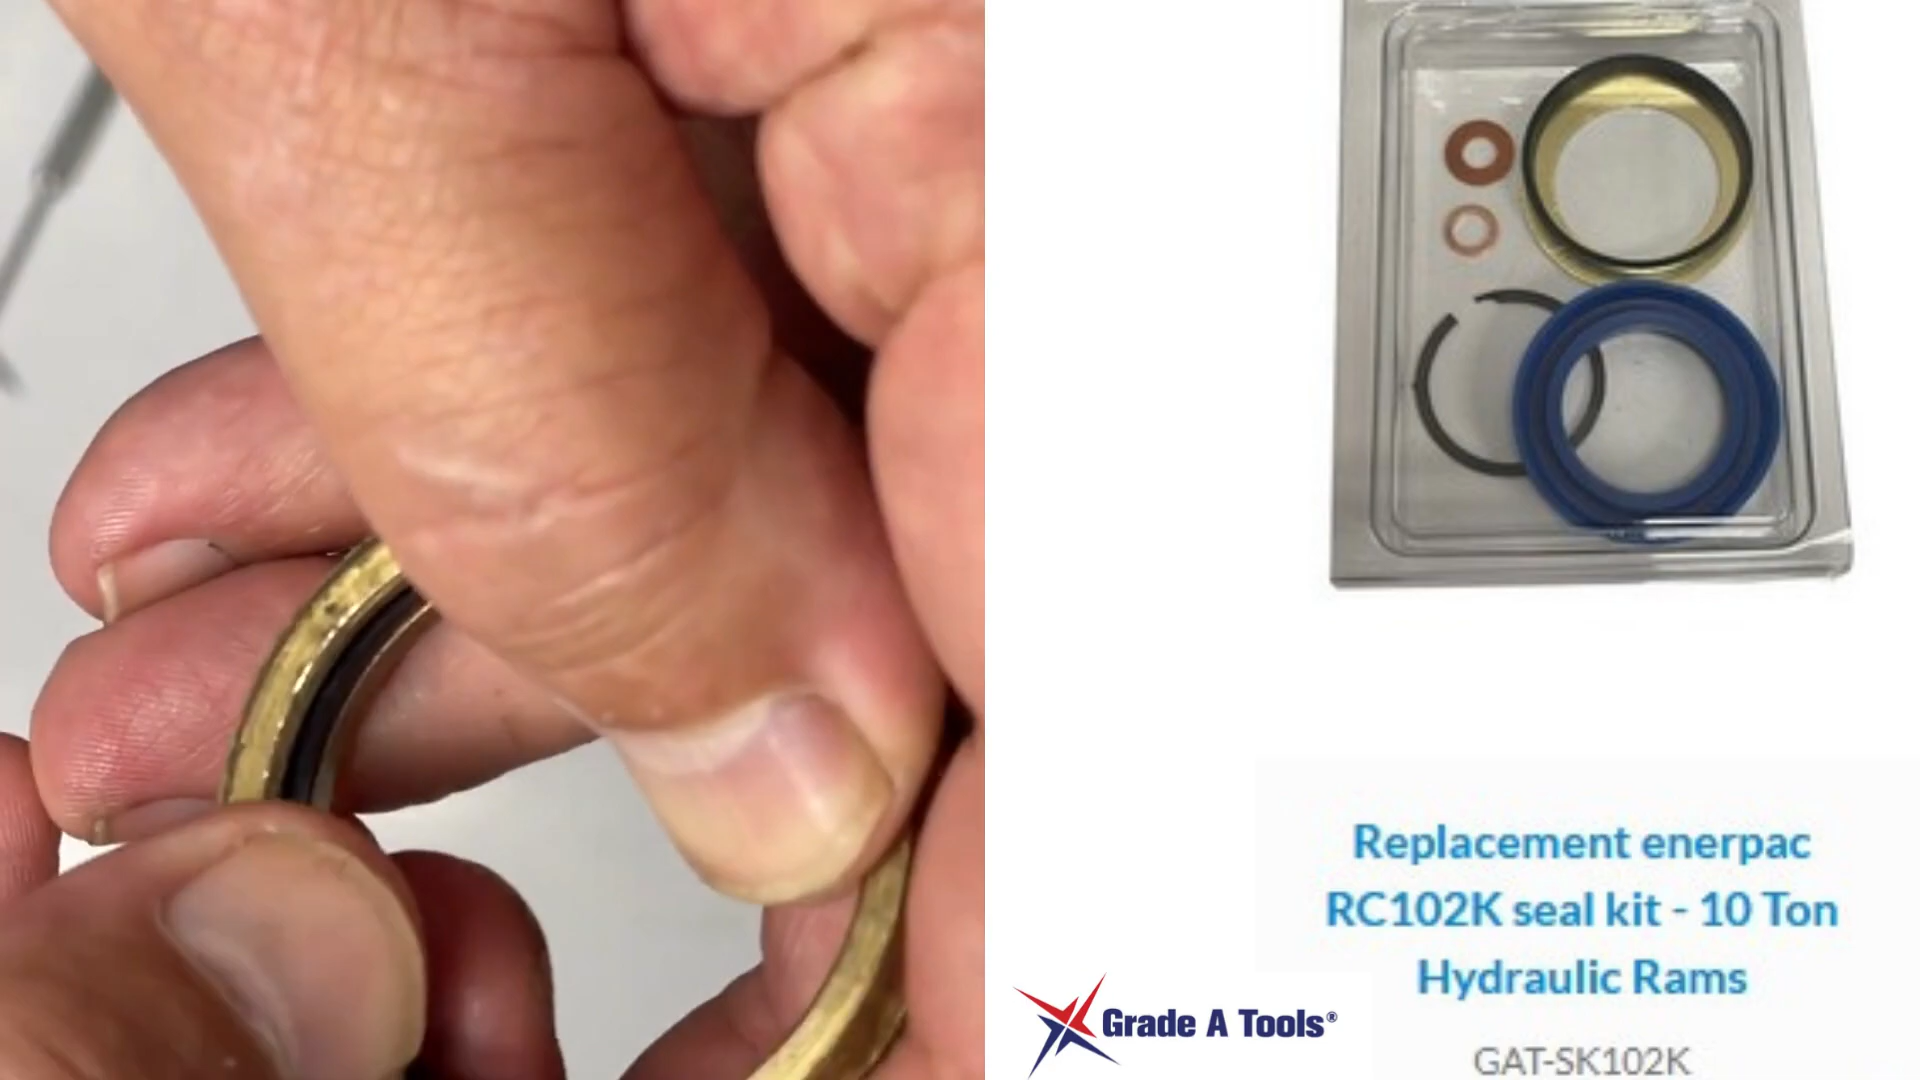 Replacement enerpac
RC102K seal kit - 10 Ton
Hydraulic Rams
Grade A Tools®
GAT-SK102K